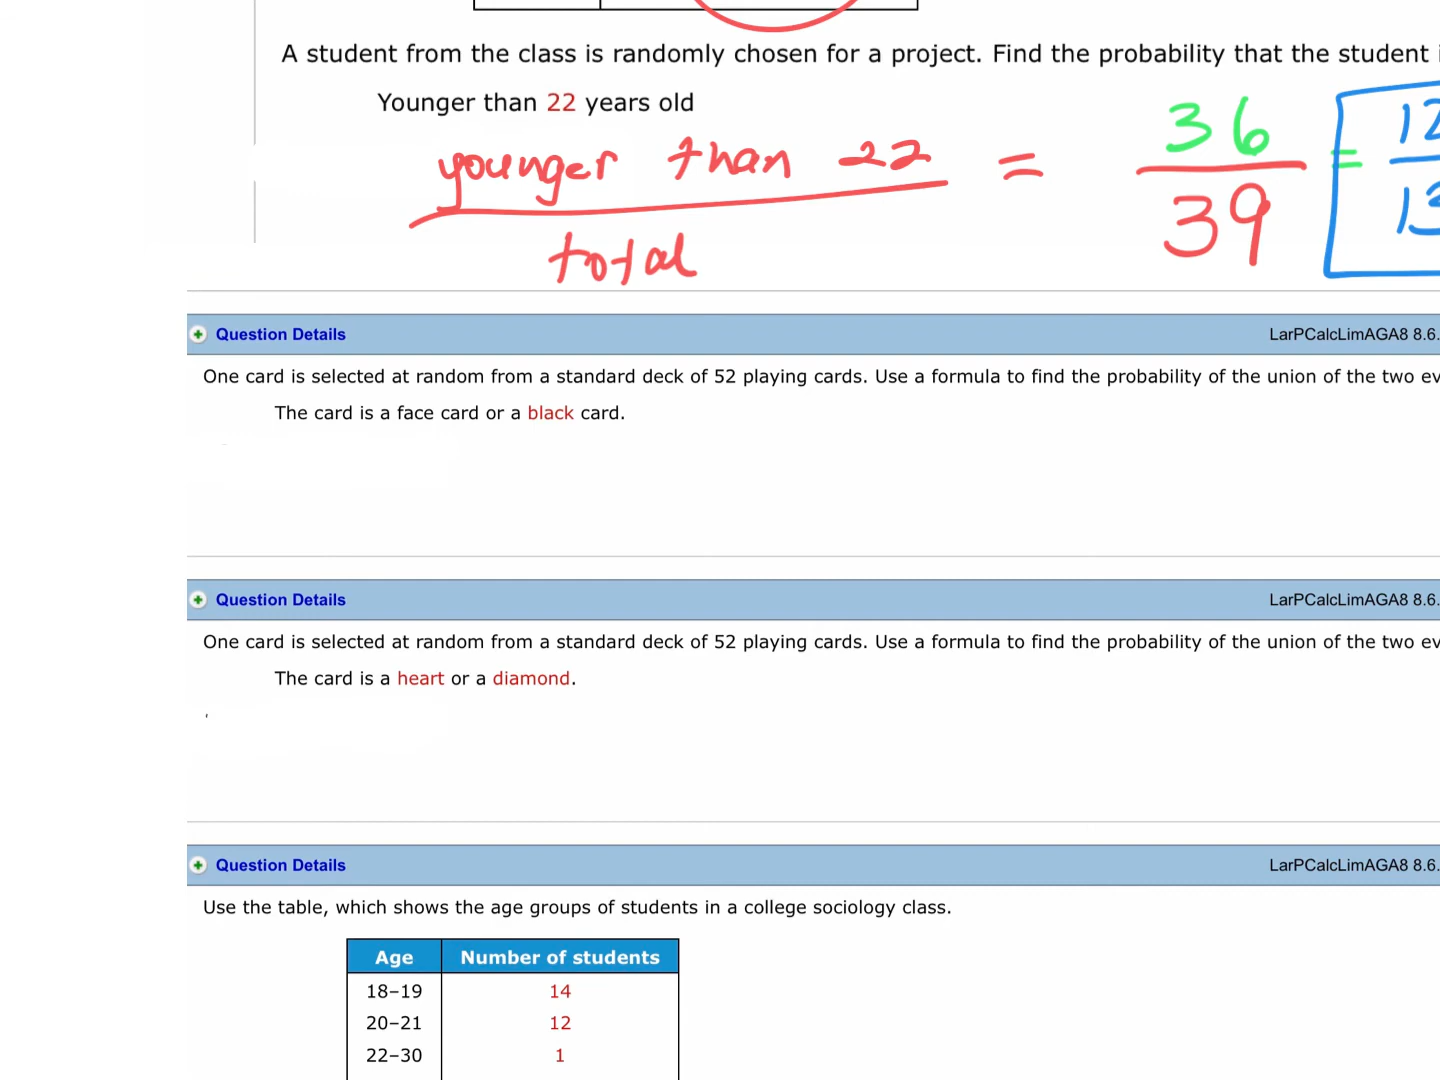 A student from the class is randomly chosen for a project. Find the probability that the student
Younger than 22 years old
younger than 22 = 36 = 12
total 39 13
Question Details LarPCalcLimAGA8 8.6.
One card is selected at random from a standard deck of 52 playing cards. Use a formula to find the probability of the union of the two ev
The card is a face card or a black card.
Question Details LarPCalcLimAGA8 8.6.
One card is selected at random from a standard deck of 52 playing cards. Use a formula to find the probability of the union of the two ev
The card is a heart or a diamond.
Question Details LarPCalcLimAGA8 8.6.
Use the table, which shows the age groups of students in a college sociology class.
Age Number of students
18–19 14
20–21 12
22–30 1